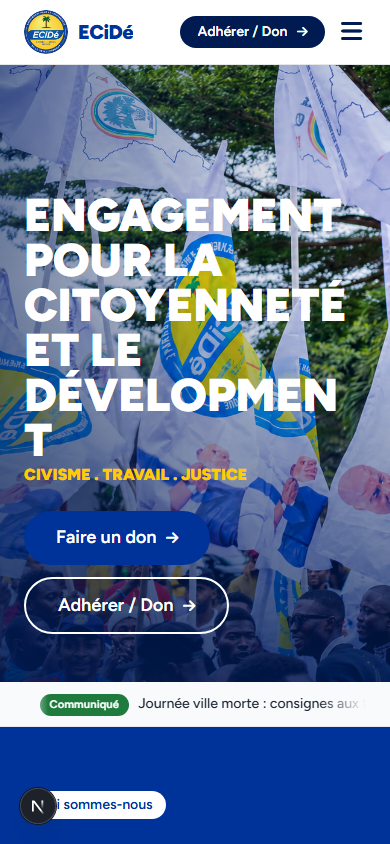 ECiDé
ECiDé
Adhérer / Don →
ENGAGEMENT
POUR LA
CITOYENNETÉ
ET LE
DÉVELOPMEN
T
CIVISME . TRAVAIL . JUSTICE
Faire un don →
Adhérer / Don →
Communiqué
Journée ville morte : consignes aux
N
i sommes-nous